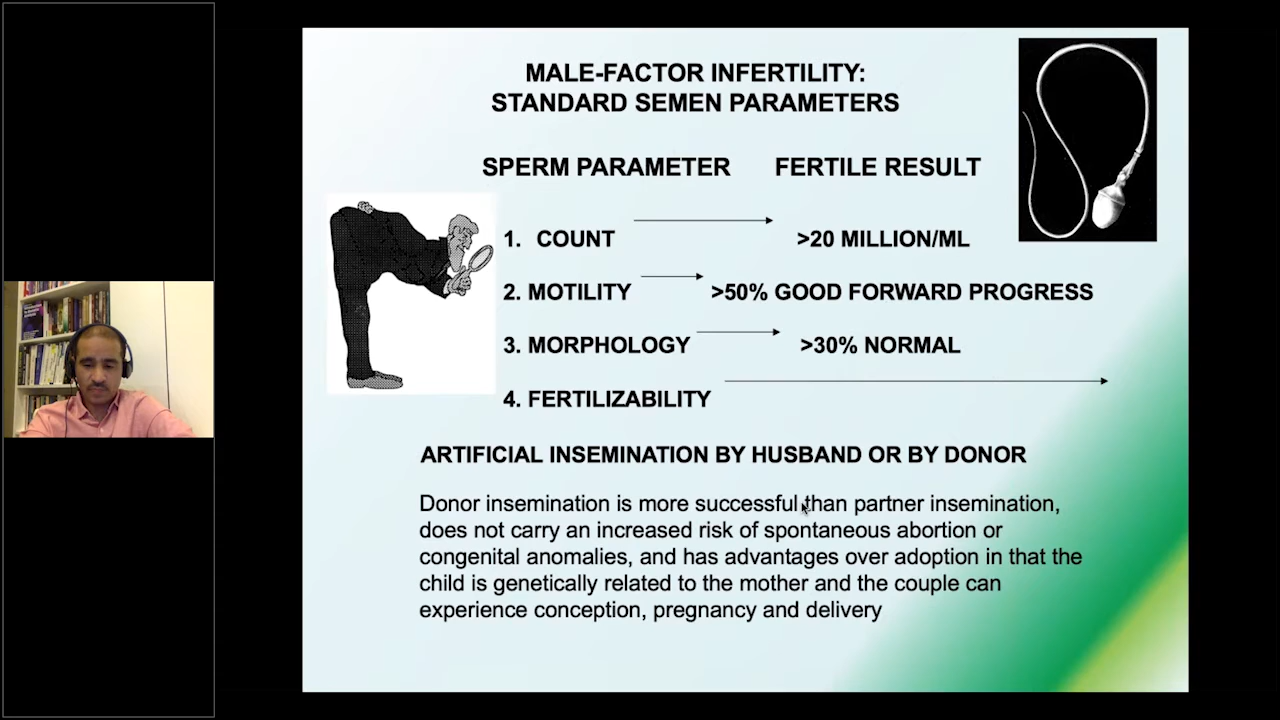 MALE-FACTOR INFERTILITY:
STANDARD SEMEN PARAMETERS
SPERM PARAMETER FERTILE RESULT
1. COUNT >20 MILLION/ML
2. MOTILITY >50% GOOD FORWARD PROGRESS
3. MORPHOLOGY >30% NORMAL
4. FERTILIZABILITY
ARTIFICIAL INSEMINATION BY HUSBAND OR BY DONOR
Donor insemination is more successful than partner insemination,
does not carry an increased risk of spontaneous abortion or
congenital anomalies, and has advantages over adoption in that the
child is genetically related to the mother and the couple can
experience conception, pregnancy and delivery